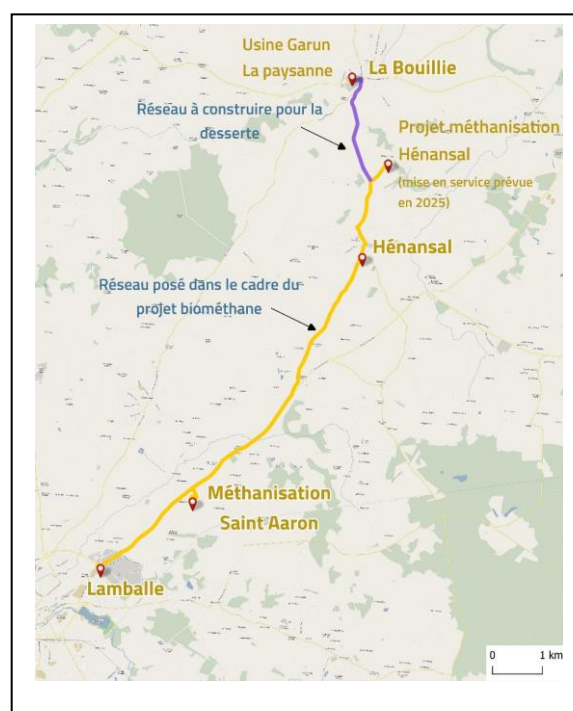 Usine Garun
La paysanne
La Bouillie
Réseau à construire pour la
desserte
Projet méthanisation
Hénansal
(mise en service prévue
en 2025)
Hénansal
Réseau posé dans le cadre du
projet biométhane
Méthanisation
Saint Aaron
Lamballe
0 1 km